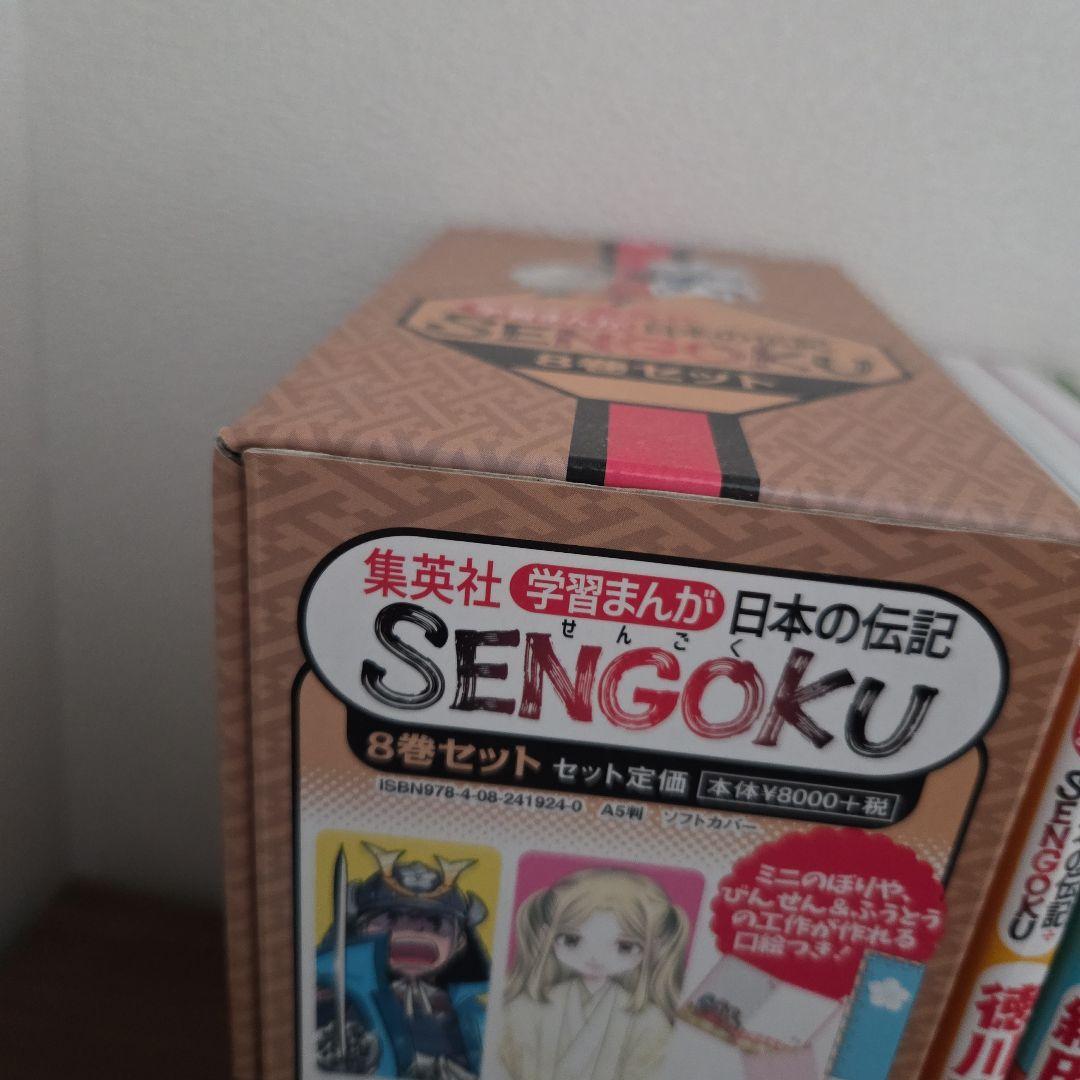 SENGOKU
8巻セット
集英社 学習まんが 日本の伝記
せんごく
SENGOKU
8巻セット セット定価 本体¥8000+税
ISBN978-4-08-241924-0 A5判 ソフトカバー
ミニのぼりや、
びんせん&ふうとう
の工作が作れる
口絵つき!
SENGOKU
徳川